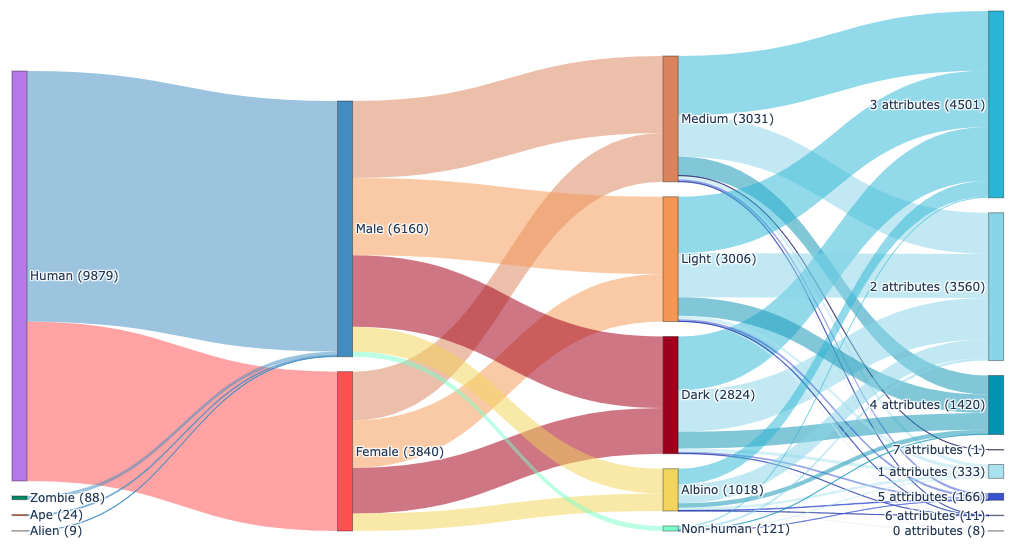 Human (9879)
Zombie (88)
Ape (24)
Alien (9)
Male (6160)
Female (3840)
Medium (3031)
Light (3006)
Dark (2824)
Albino (1018)
Non-human (121)
3 attributes (4501)
2 attributes (3560)
4 attributes (1420)
7 attributes (1)
1 attributes (333)
5 attributes (166)
6 attributes (11)
0 attributes (8)